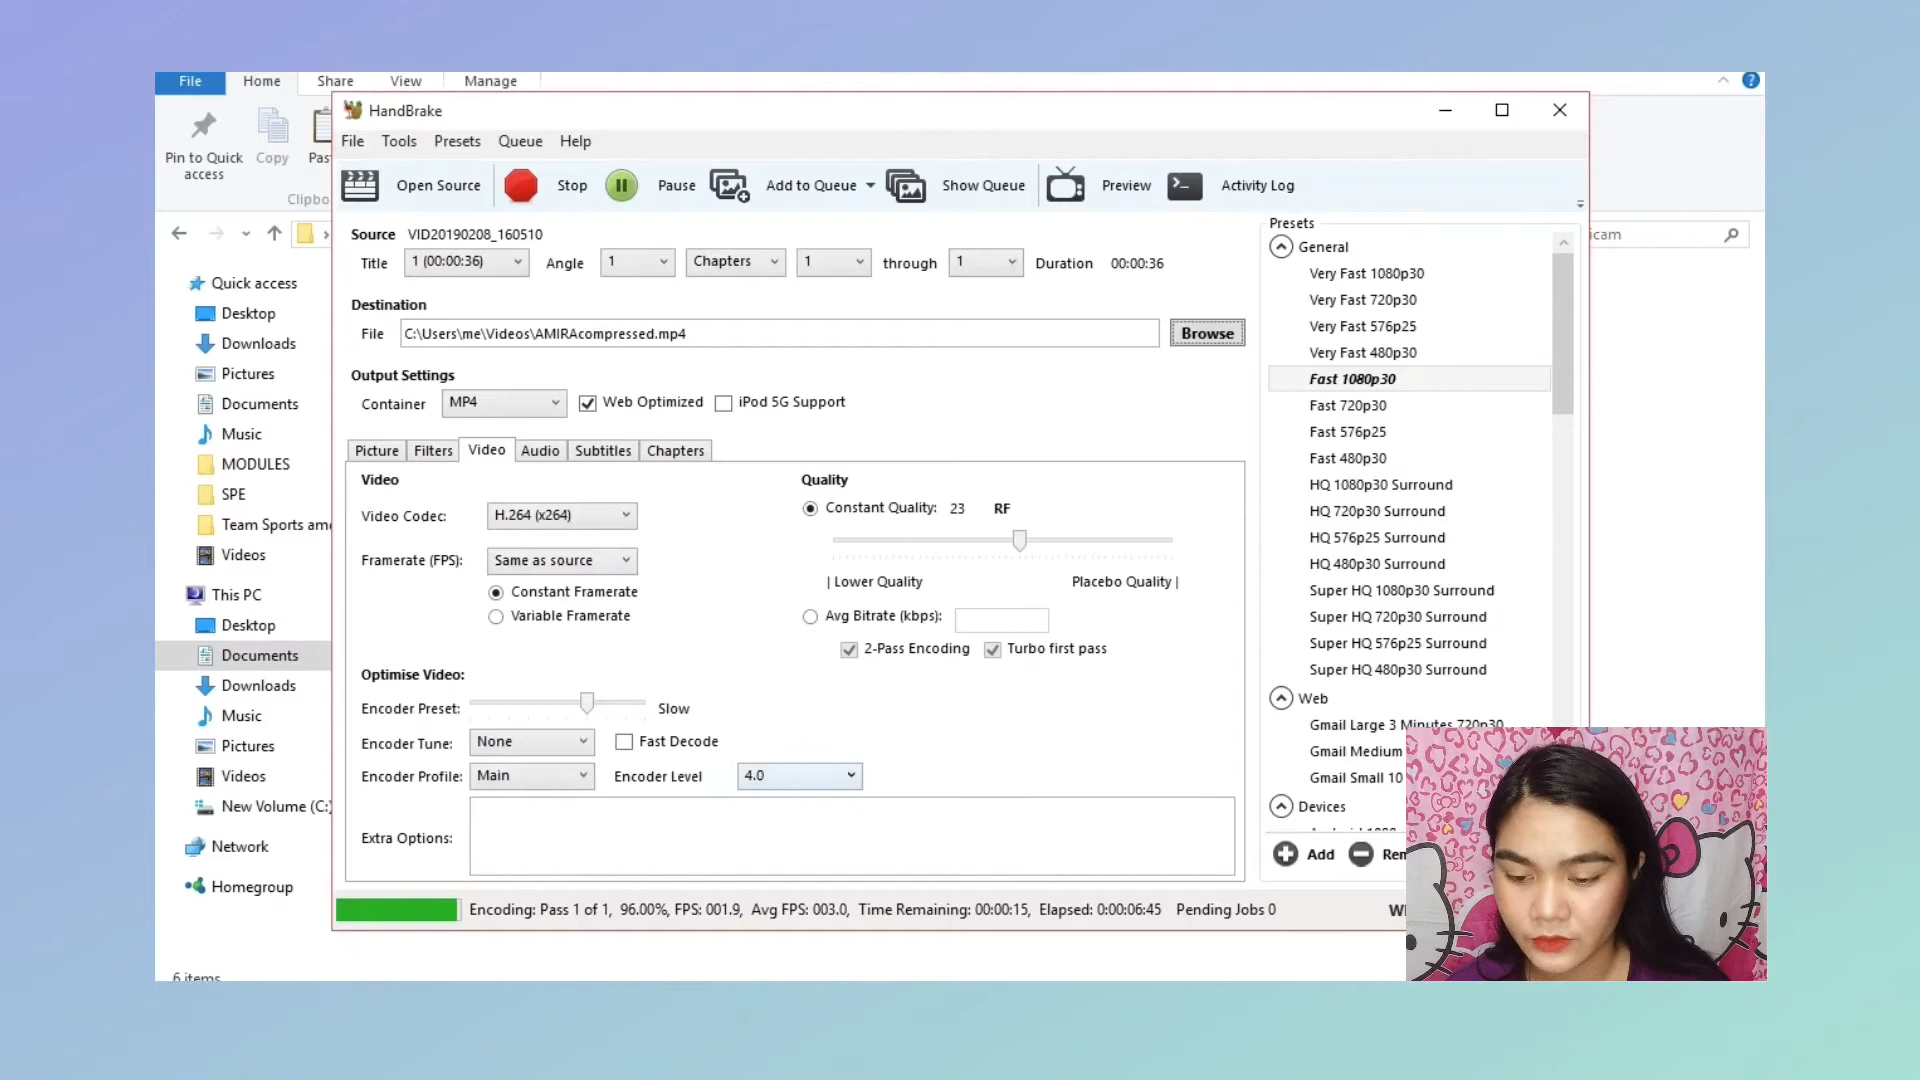 File Home Share View Manage
Pin to Quick access
Copy
Clipbo
HandBrake
File Tools Presets Queue Help
Open Source Stop Pause Add to Queue Show Queue Preview Activity Log
Source VID20190208_160510
Title 1 (00:00:36) Angle 1 Chapters 1 through 1 Duration 00:00:36
Destination
File C:\Users\me\Videos\AMIRAcompressed.mp4 Browse
Output Settings
Container MP4 Web Optimized iPod 5G Support
Picture Filters Video Audio Subtitles Chapters
Video
Video Codec: H.264 (x264)
Framerate (FPS): Same as source
Constant Framerate
Variable Framerate
Quality
Constant Quality: 23 RF
| Lower Quality Placebo Quality |
Avg Bitrate (kbps):
2-Pass Encoding Turbo first pass
Optimise Video:
Encoder Preset: Slow
Encoder Tune: None Fast Decode
Encoder Profile: Main Encoder Level 4.0
Extra Options:
Encoding: Pass 1 of 1, 96.00%, FPS: 001.9, Avg FPS: 003.0, Time Remaining: 00:00:15, Elapsed: 0:00:06:45 Pending Jobs 0
Presets
General
Very Fast 1080p30
Very Fast 720p30
Very Fast 576p25
Very Fast 480p30
Fast 1080p30
Fast 720p30
Fast 576p25
Fast 480p30
HQ 1080p30 Surround
HQ 720p30 Surround
HQ 576p25 Surround
HQ 480p30 Surround
Super HQ 1080p30 Surround
Super HQ 720p30 Surround
Super HQ 576p25 Surround
Super HQ 480p30 Surround
Web
Gmail Large 3 Minutes 720p30
Gmail Medium
Gmail Small 10
Devices
Add
icam
Quick access
Desktop
Downloads
Pictures
Documents
Music
MODULES
SPE
Team Sports
Videos
This PC
Desktop
Documents
Downloads
Music
Pictures
Videos
New Volume (C:)
Network
Homegroup
6 items